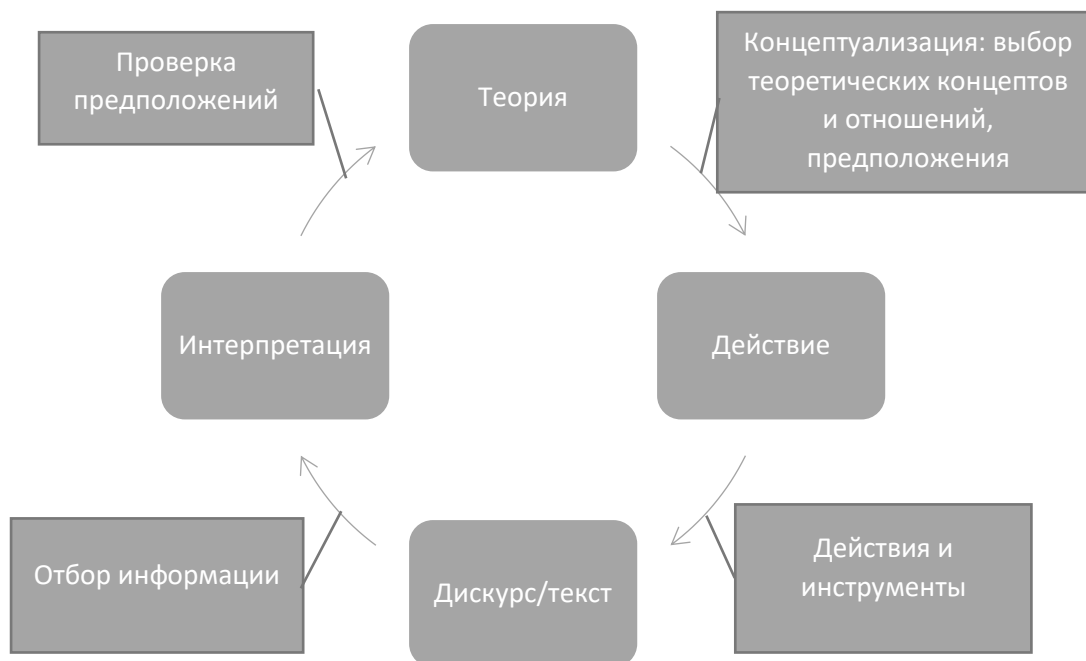 Проверка
предположений
Теория
Концептуализация: выбор
теоретических концептов
и отношений,
предположения
Интерпретация
Действие
Отбор информации
Дискурс/текст
Действия и
инструменты